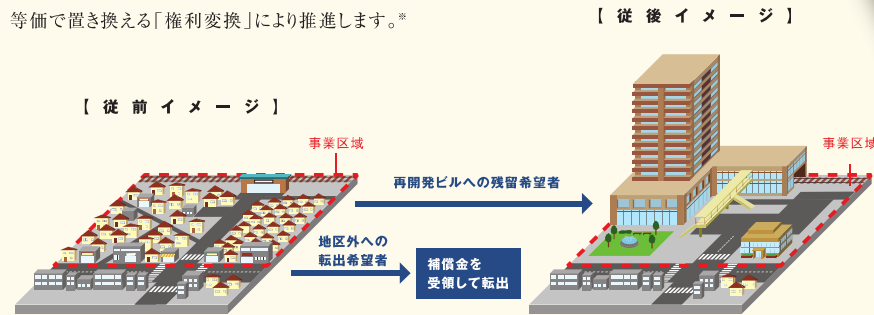 等価で置き換える「権利変換」により推進します。※
【従後イメージ】
【従前イメージ】
事業区域
事業区域
再開発ビルへの残留希望者
地区外への
転出希望者
補償金を
受領して転出